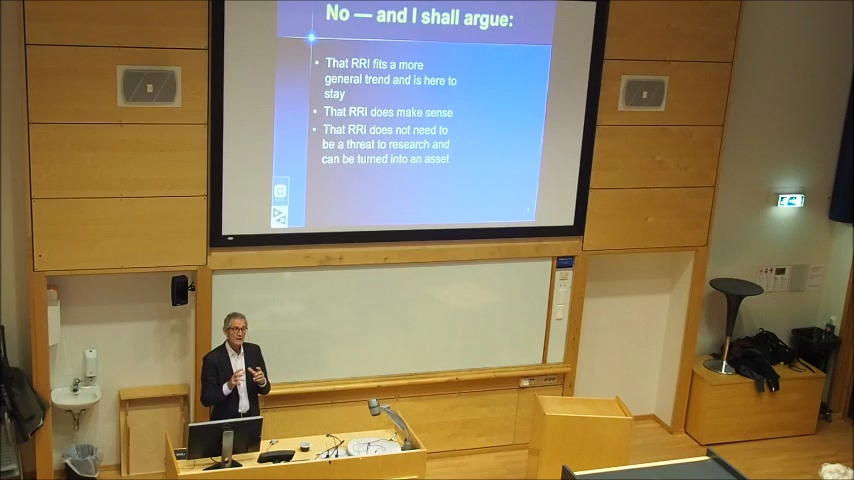 No — and I shall argue:
• That RRI fits a more
general trend and is here to
stay
• That RRI does make sense
• That RRI does not need to
be a threat to research and
can be turned into an asset